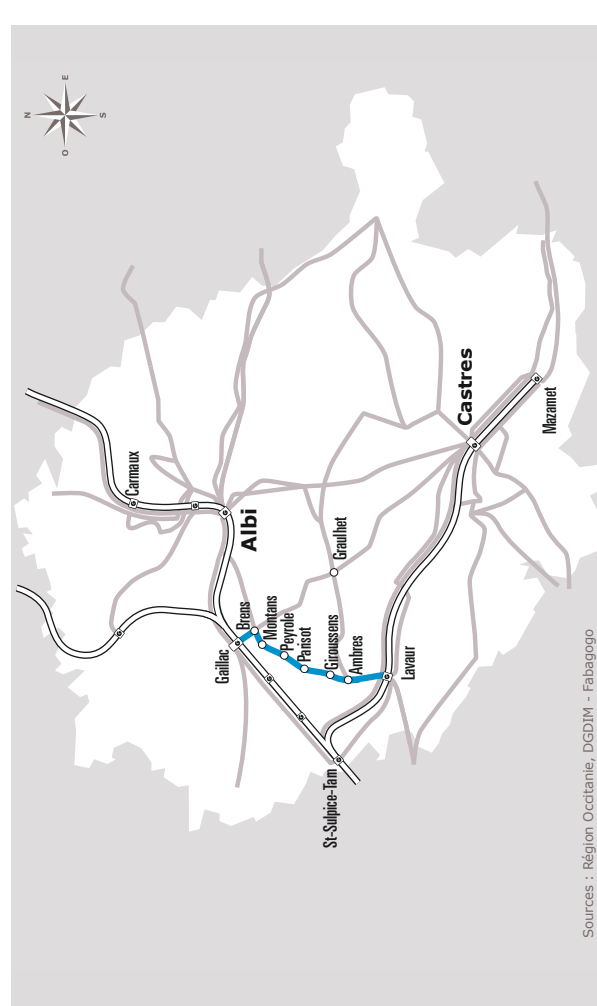 N
E
S
O
Carmaux
Albi
Castres
Mazamet
Graulhet
Gaillac
Brens
Montans
Peyrole
Parisot
Giroussens
Ambres
Lavaur
St-Sulpice-Tam
Sources : Région Occitanie, DGDIM - Fabagogo